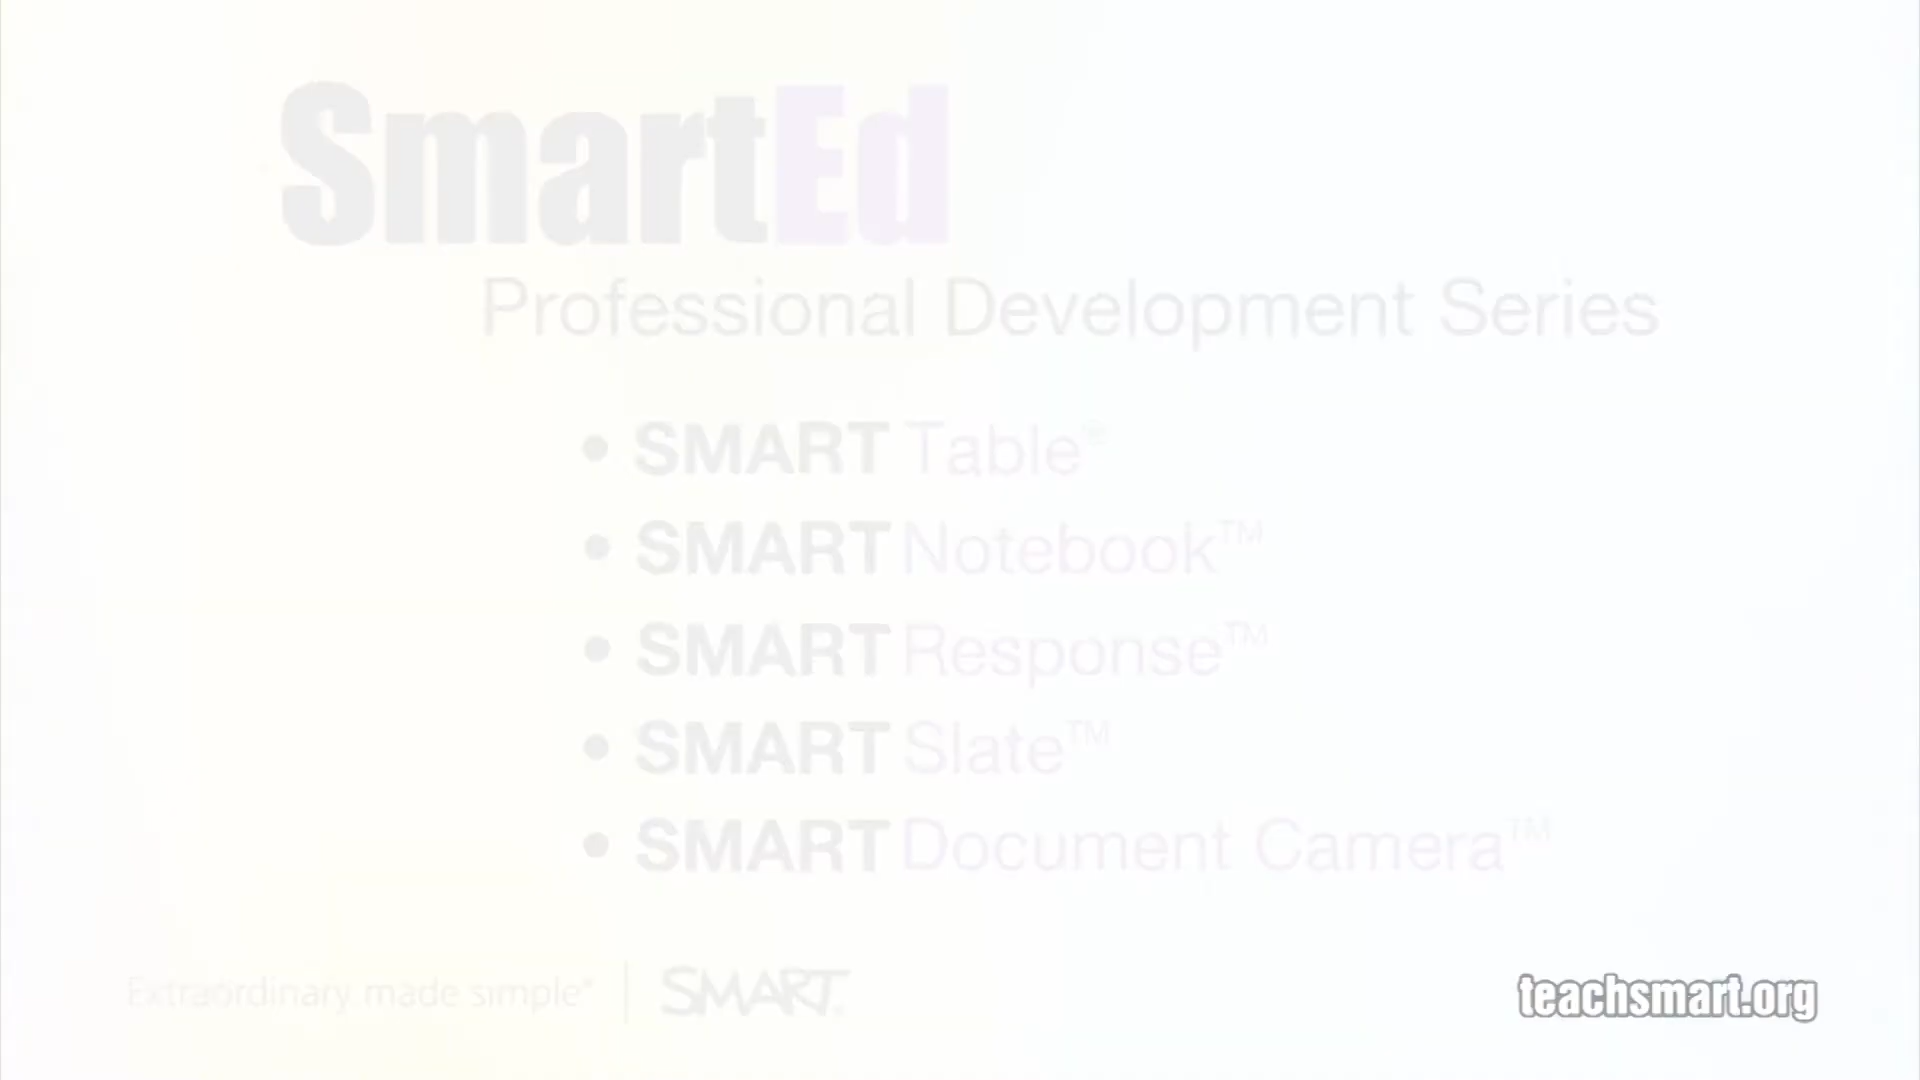 SmartEd
Professional Development Series
• SMART Table®
• SMART Notebook™
• SMART Response™
• SMART Slate™
• SMART Document Camera™
Extraordinary made simple® | SMART
teachsmart.org